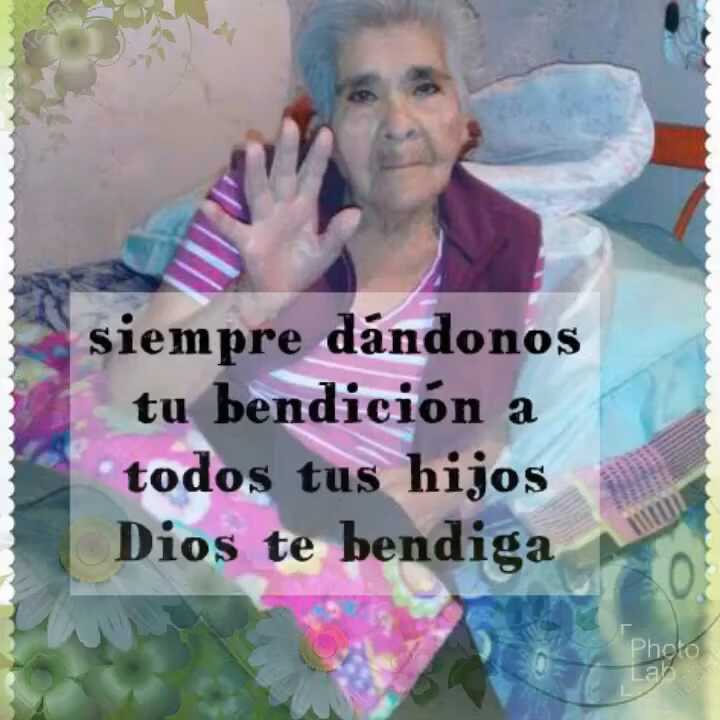 siempre dándonos
tu bendición a
todos tus hijos
Dios te bendiga
Photo
Lab